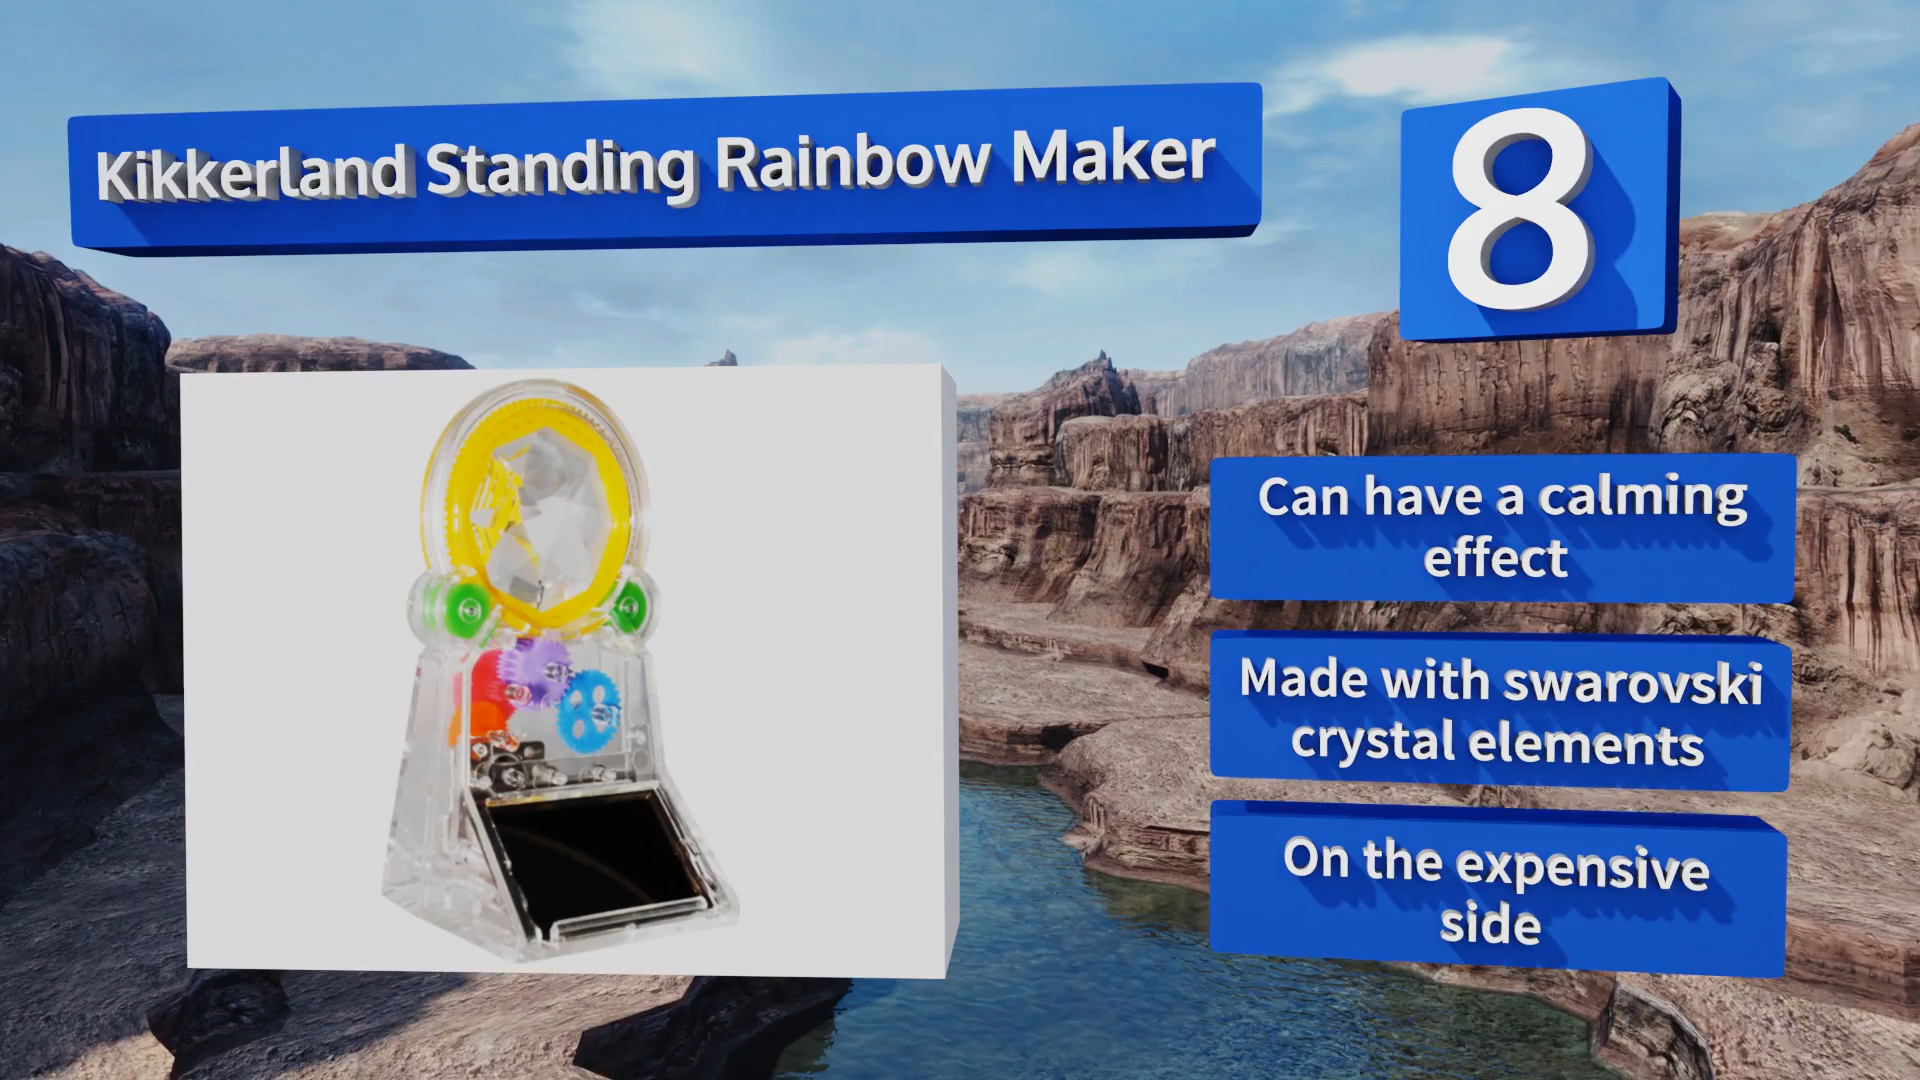 Kikkerland Standing Rainbow Maker
8
Can have a calming
effect
Made with swarovski
crystal elements
On the expensive
side